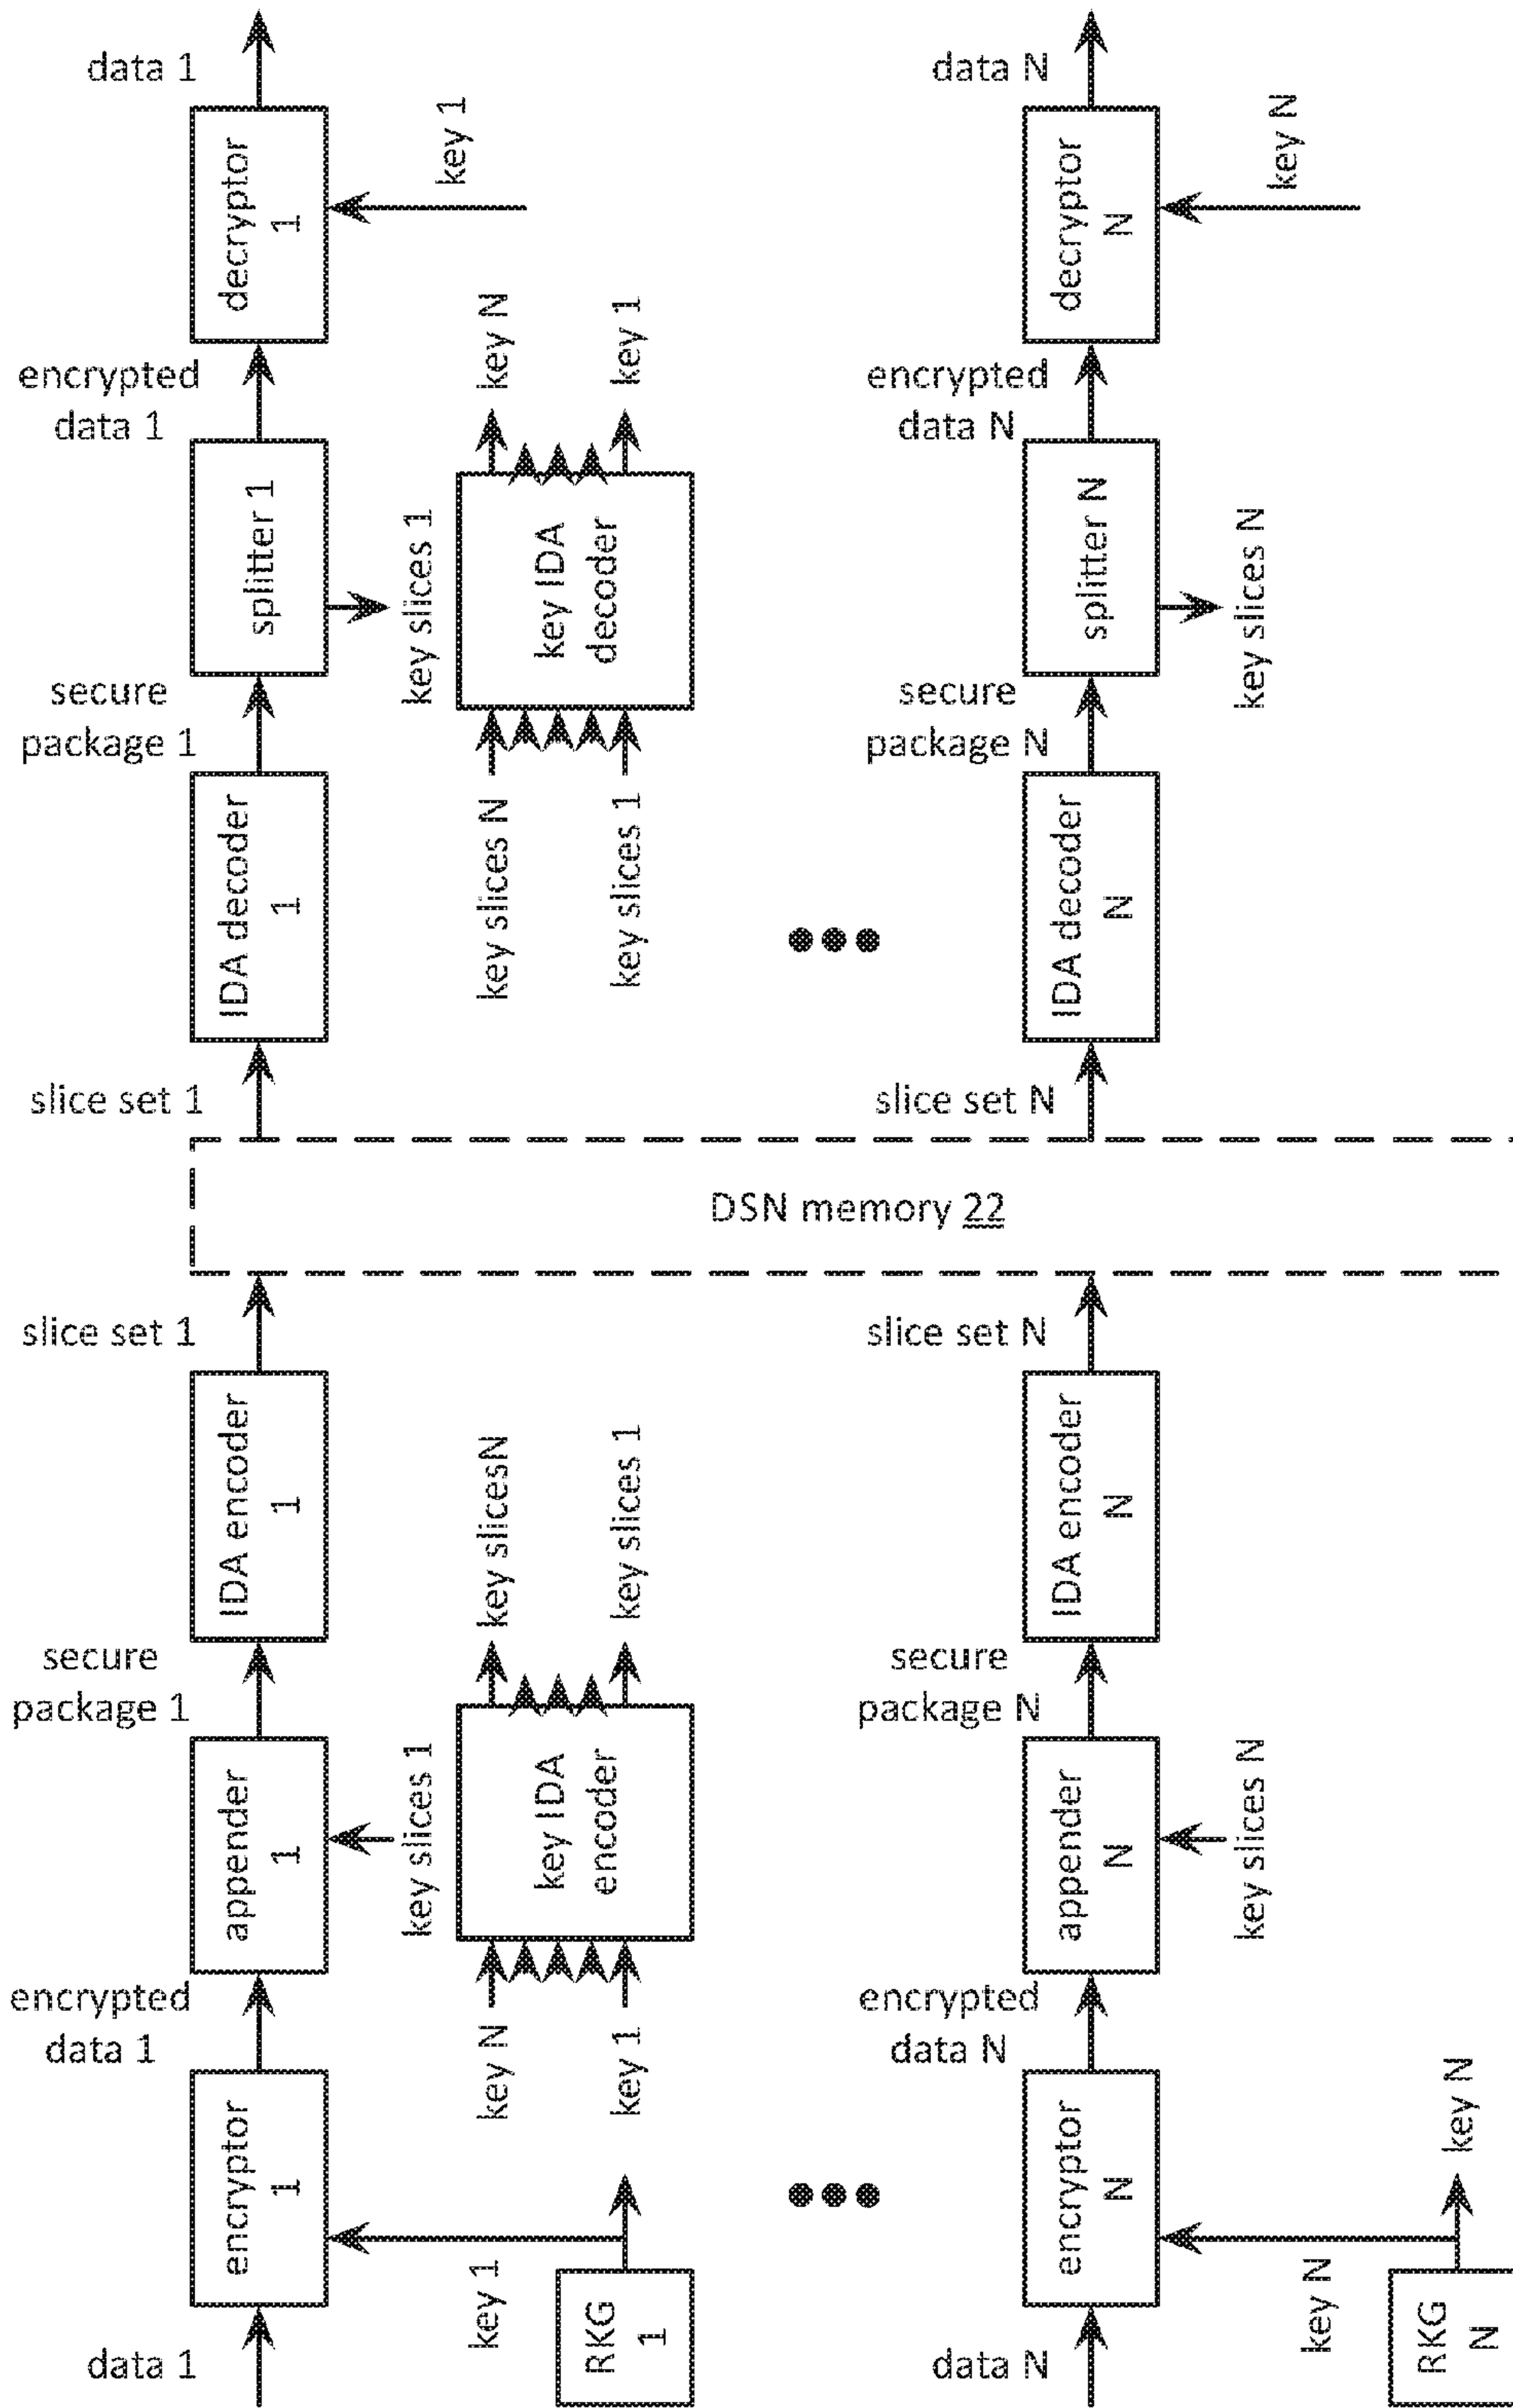 data 1
encryptor
1
encrypted
data 1
appender
1
secure
package 1
IDA encoder
1
slice set 1
key 1
RKG
1
key N
key 1
key IDA
encoder
key slices 1
key slicesN
key slices 1
data N
encryptor
N
encrypted
data N
appender
N
secure
package N
IDA encoder
N
slice set N
key N
RKG
N
key N
key slices N
DSN memory 22
slice set 1
IDA decoder
1
secure
package 1
splitter 1
encrypted
data 1
decryptor
1
data 1
key slices 1
key 1
key slices N
key slices 1
key IDA
decoder
key N
key 1
slice set N
IDA decoder
N
secure
package N
splitter N
encrypted
data N
decryptor
N
data N
key slices N
key N